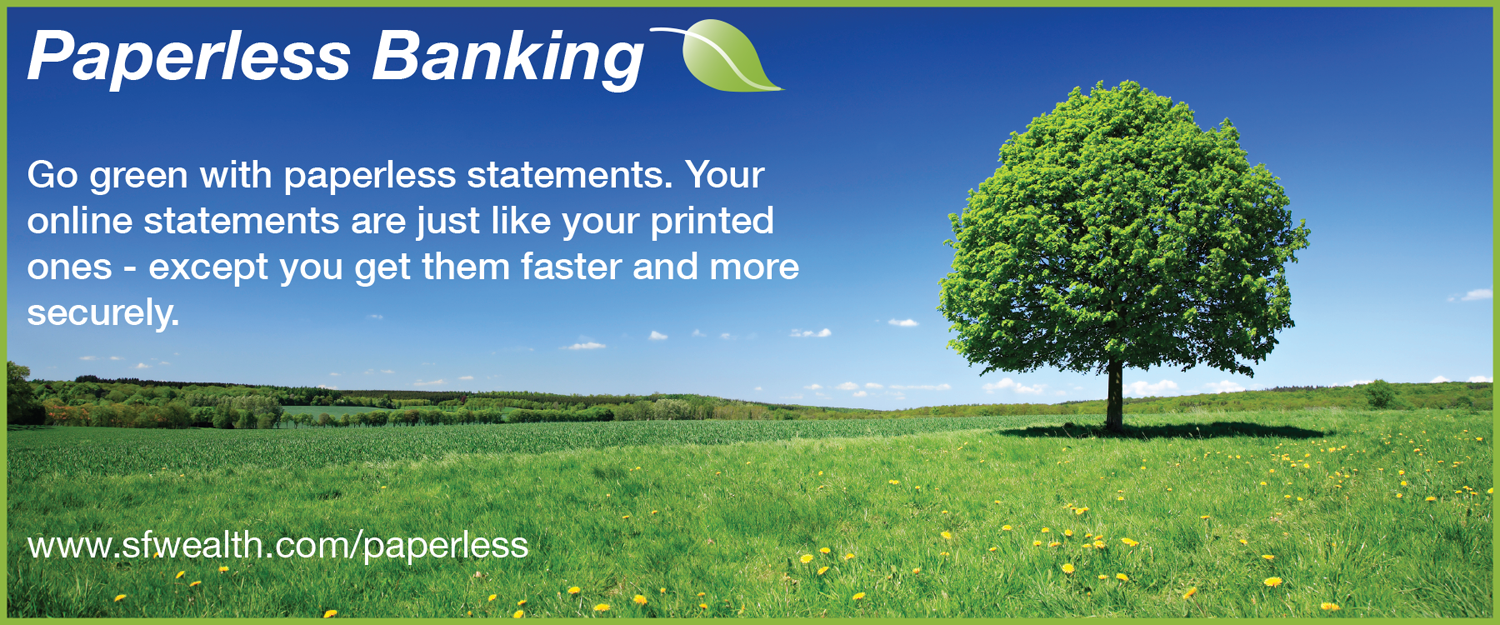 Paperless Banking
Go green with paperless statements. Your
online statements are just like your printed
ones - except you get them faster and more
securely.
www.sfwealth.com/paperless